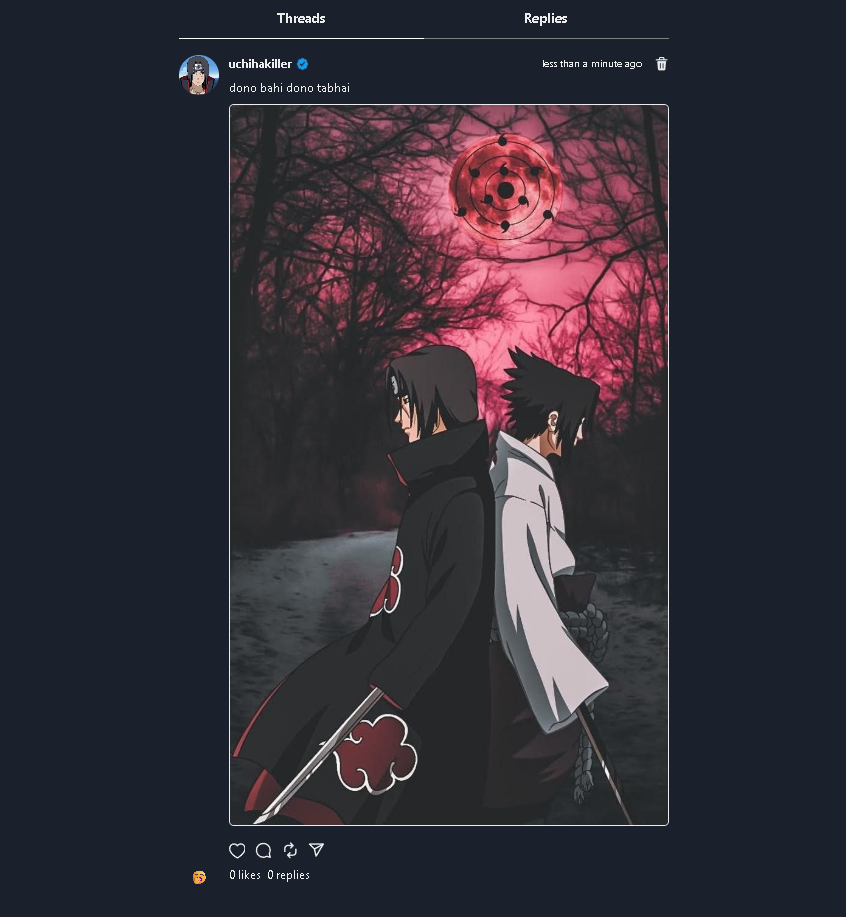 Threads
Replies
uchihakiller
less than a minute ago
dono bahi dono tabhai
0 likes 0 replies